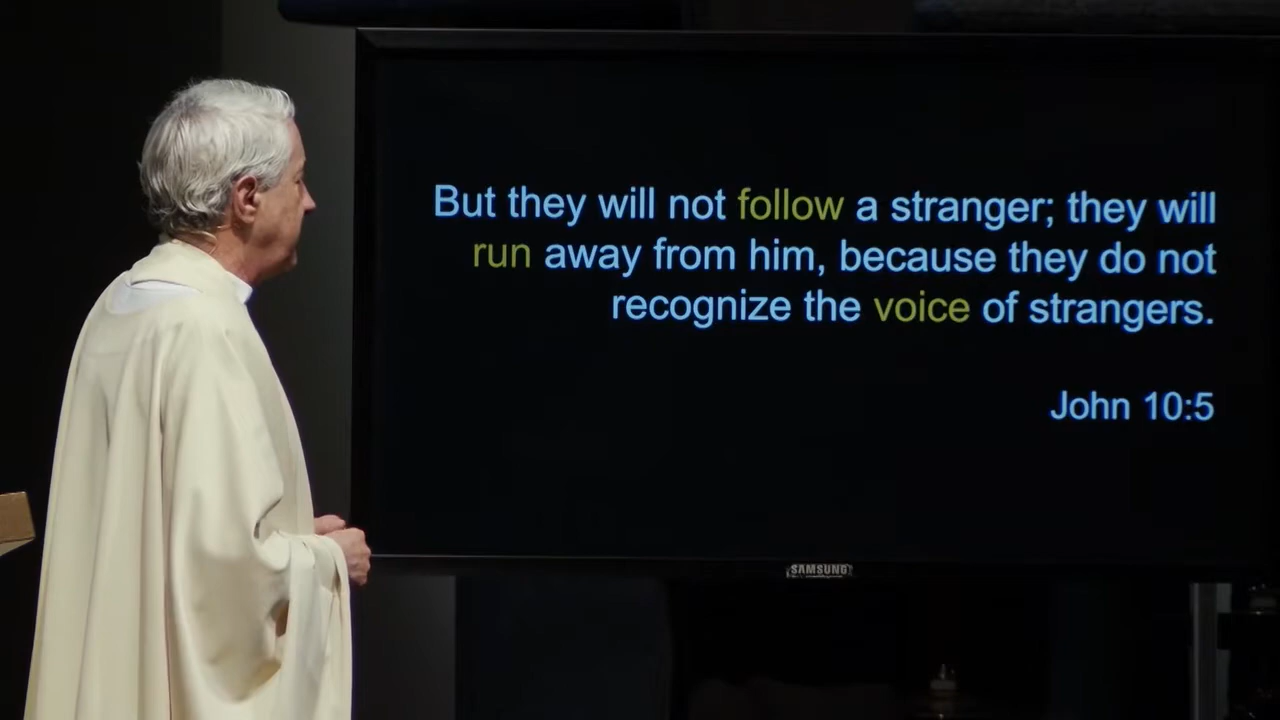 But they will not follow a stranger; they will
run away from him, because they do not
recognize the voice of strangers.
John 10:5
SAMSUNG